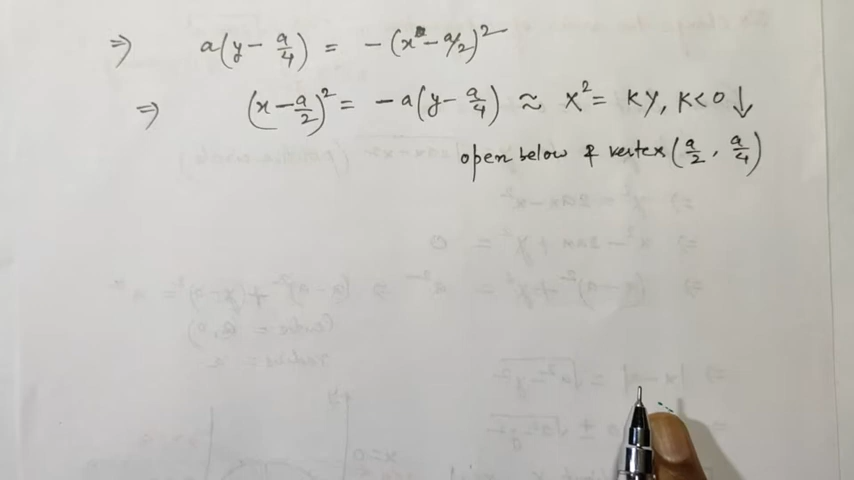 ⇒ a(y - a/4) = -(x - a/2)²
⇒ (x - a/2)² = -a(y - a/4) ≈ X² = KY, K<0 ↓
open below & vertex (a/2, a/4)